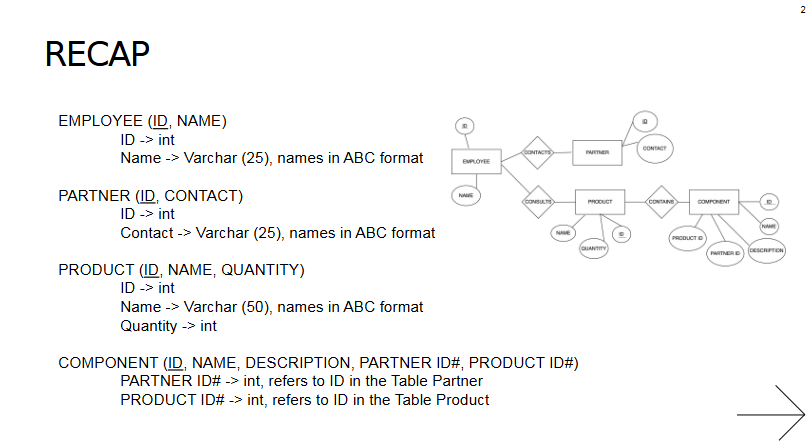 2
RECAP
EMPLOYEE (ID, NAME)
ID -> int
Name -> Varchar (25), names in ABC format
PARTNER (ID, CONTACT)
ID -> int
Contact -> Varchar (25), names in ABC format
PRODUCT (ID, NAME, QUANTITY)
ID -> int
Name -> Varchar (50), names in ABC format
Quantity -> int
COMPONENT (ID, NAME, DESCRIPTION, PARTNER ID#, PRODUCT ID#)
PARTNER ID# -> int, refers to ID in the Table Partner
PRODUCT ID# -> int, refers to ID in the Table Product
ID
EMPLOYEE
NAME
CONTACTS
PARTNER
ID
CONTACT
CONSULTS
PRODUCT
NAME
QUANTITY
ID
CONTAINS
COMPONENT
ID
NAME
DESCRIPTION
PARTNER ID
PRODUCT ID